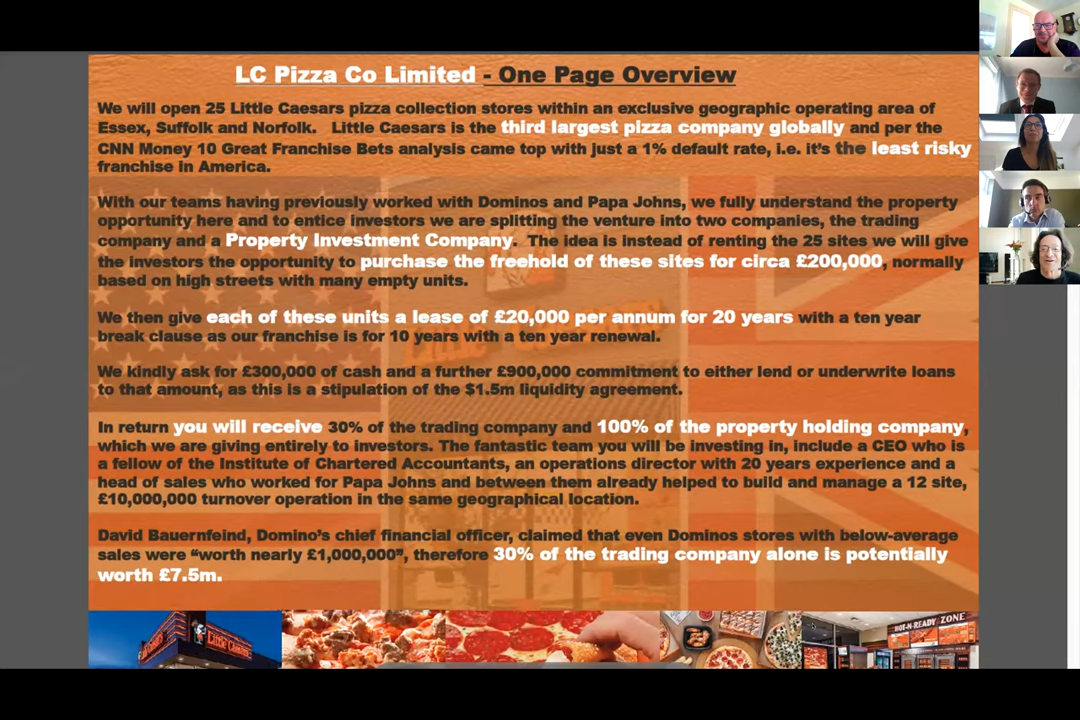 LC Pizza Co Limited - One Page Overview
We will open 25 Little Caesars pizza collection stores within an exclusive geographic operating area of
Essex, Suffolk and Norfolk. Little Caesars is the third largest pizza company globally and per the
CNN Money 10 Great Franchise Bets analysis came top with just a 1% default rate, i.e. it's the least risky
franchise in America.
With our teams having previously worked with Dominos and Papa Johns, we fully understand the property
opportunity here and to entice investors we are splitting the venture into two companies, the trading
company and a Property Investment Company. The idea is instead of renting the 25 sites we will give
the investors the opportunity to purchase the freehold of these sites for circa £200,000, normally
based on high streets with many empty units.
We then give each of these units a lease of £20,000 per annum for 20 years with a ten year
break clause as our franchise is for 10 years with a ten year renewal.
We kindly ask for £300,000 of cash and a further £900,000 commitment to either lend or underwrite loans
to that amount, as this is a stipulation of the $1.5m liquidity agreement.
In return you will receive 30% of the trading company and 100% of the property holding company,
which we are giving entirely to investors. The fantastic team you will be investing in, include a CEO who is
a fellow of the Institute of Chartered Accountants, an operations director with 20 years experience and a
head of sales who worked for Papa Johns and between them already helped to build and manage a 12 site,
£10,000,000 turnover operation in the same geographical location.
David Bauernfeind, Domino's chief financial officer, claimed that even Dominos stores with below-average
sales were “worth nearly £1,000,000”, therefore 30% of the trading company alone is potentially
worth £7.5m.
Little Caesars
HOT-N-READY ZONE